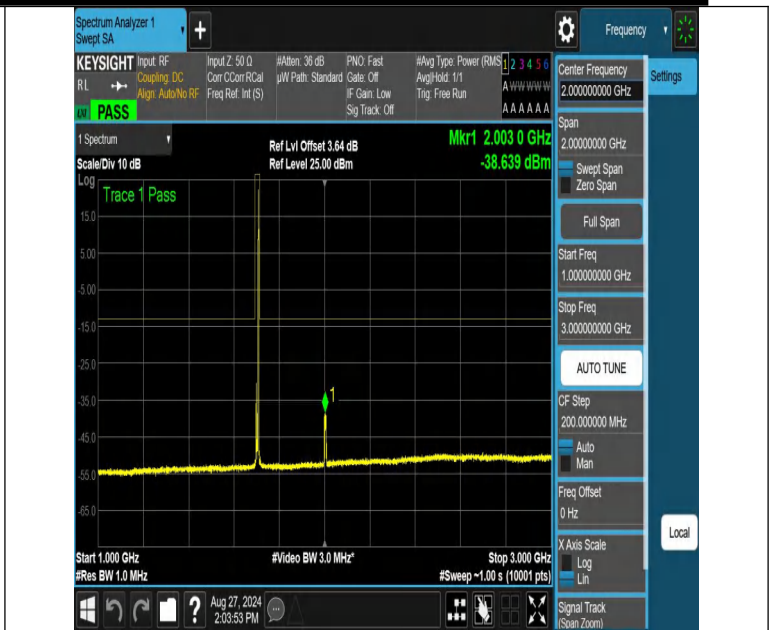 Spectrum Analyzer 1
Swept SA
+
Frequency
KEYSIGHT
RL
PASS
Input: RF
Coupling: DC
Align: Auto/No RF
Input Z: 50 Ω
Corr CCorr RCal
Freq Ref: Int (S)
#Atten: 36 dB
µW Path: Standard
PNO: Fast
Gate: Off
IF Gain: Low
Sig Track: Off
#Avg Type: Power (RMS
Avg|Hold: 1/1
Trig: Free Run
1 2 3 4 5 6
A W W W W W
A A A A A A
1 Spectrum
Scale/Div 10 dB
Ref Lvl Offset 3.64 dB
Ref Level 25.00 dBm
Mkr1 2.003 0 GHz
-38.639 dBm
Log
Trace 1 Pass
15.0
5.00
-5.00
-15.0
-25.0
-35.0
-45.0
-55.0
-65.0
1
Start 1.000 GHz
#Res BW 1.0 MHz
#Video BW 3.0 MHz*
Stop 3.000 GHz
#Sweep ~1.00 s (10001 pts)
Center Frequency
2.00000000 GHz
Settings
Span
2.00000000 GHz
Swept Span
Zero Span
Full Span
Start Freq
1.000000000 GHz
Stop Freq
3.000000000 GHz
AUTO TUNE
CF Step
200.000000 MHz
Auto
Man
Freq Offset
0 Hz
X Axis Scale
Log
Lin
Signal Track
(Span Zoom)
Local
?
Aug 27, 2024
2:03:53 PM